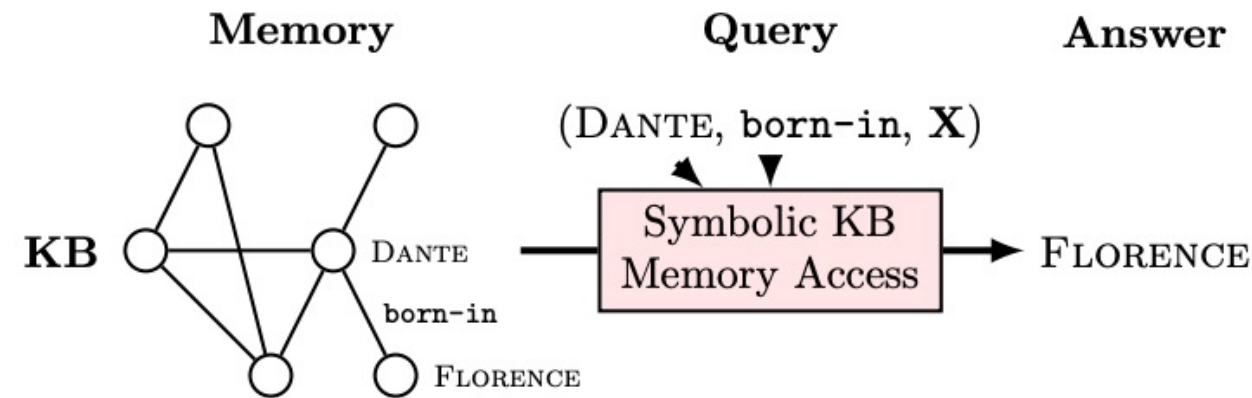 Memory
Query
Answer
(DANTE, born-in, X)
KB
DANTE
born-in
FLORENCE
Symbolic KB
Memory Access
FLORENCE